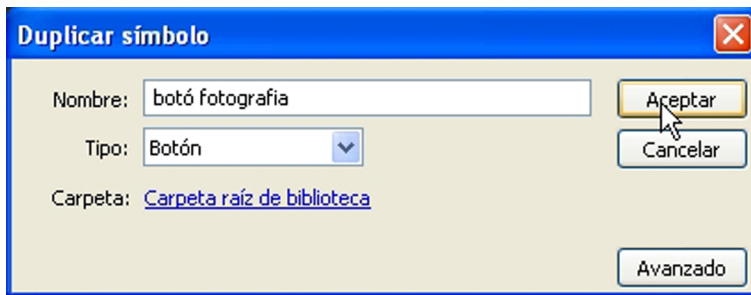 Duplicar símbolo
Nombre: botó fotografia Aceptar
Tipo: Botón Cancelar
Carpeta: Carpeta raíz de biblioteca
Avanzado